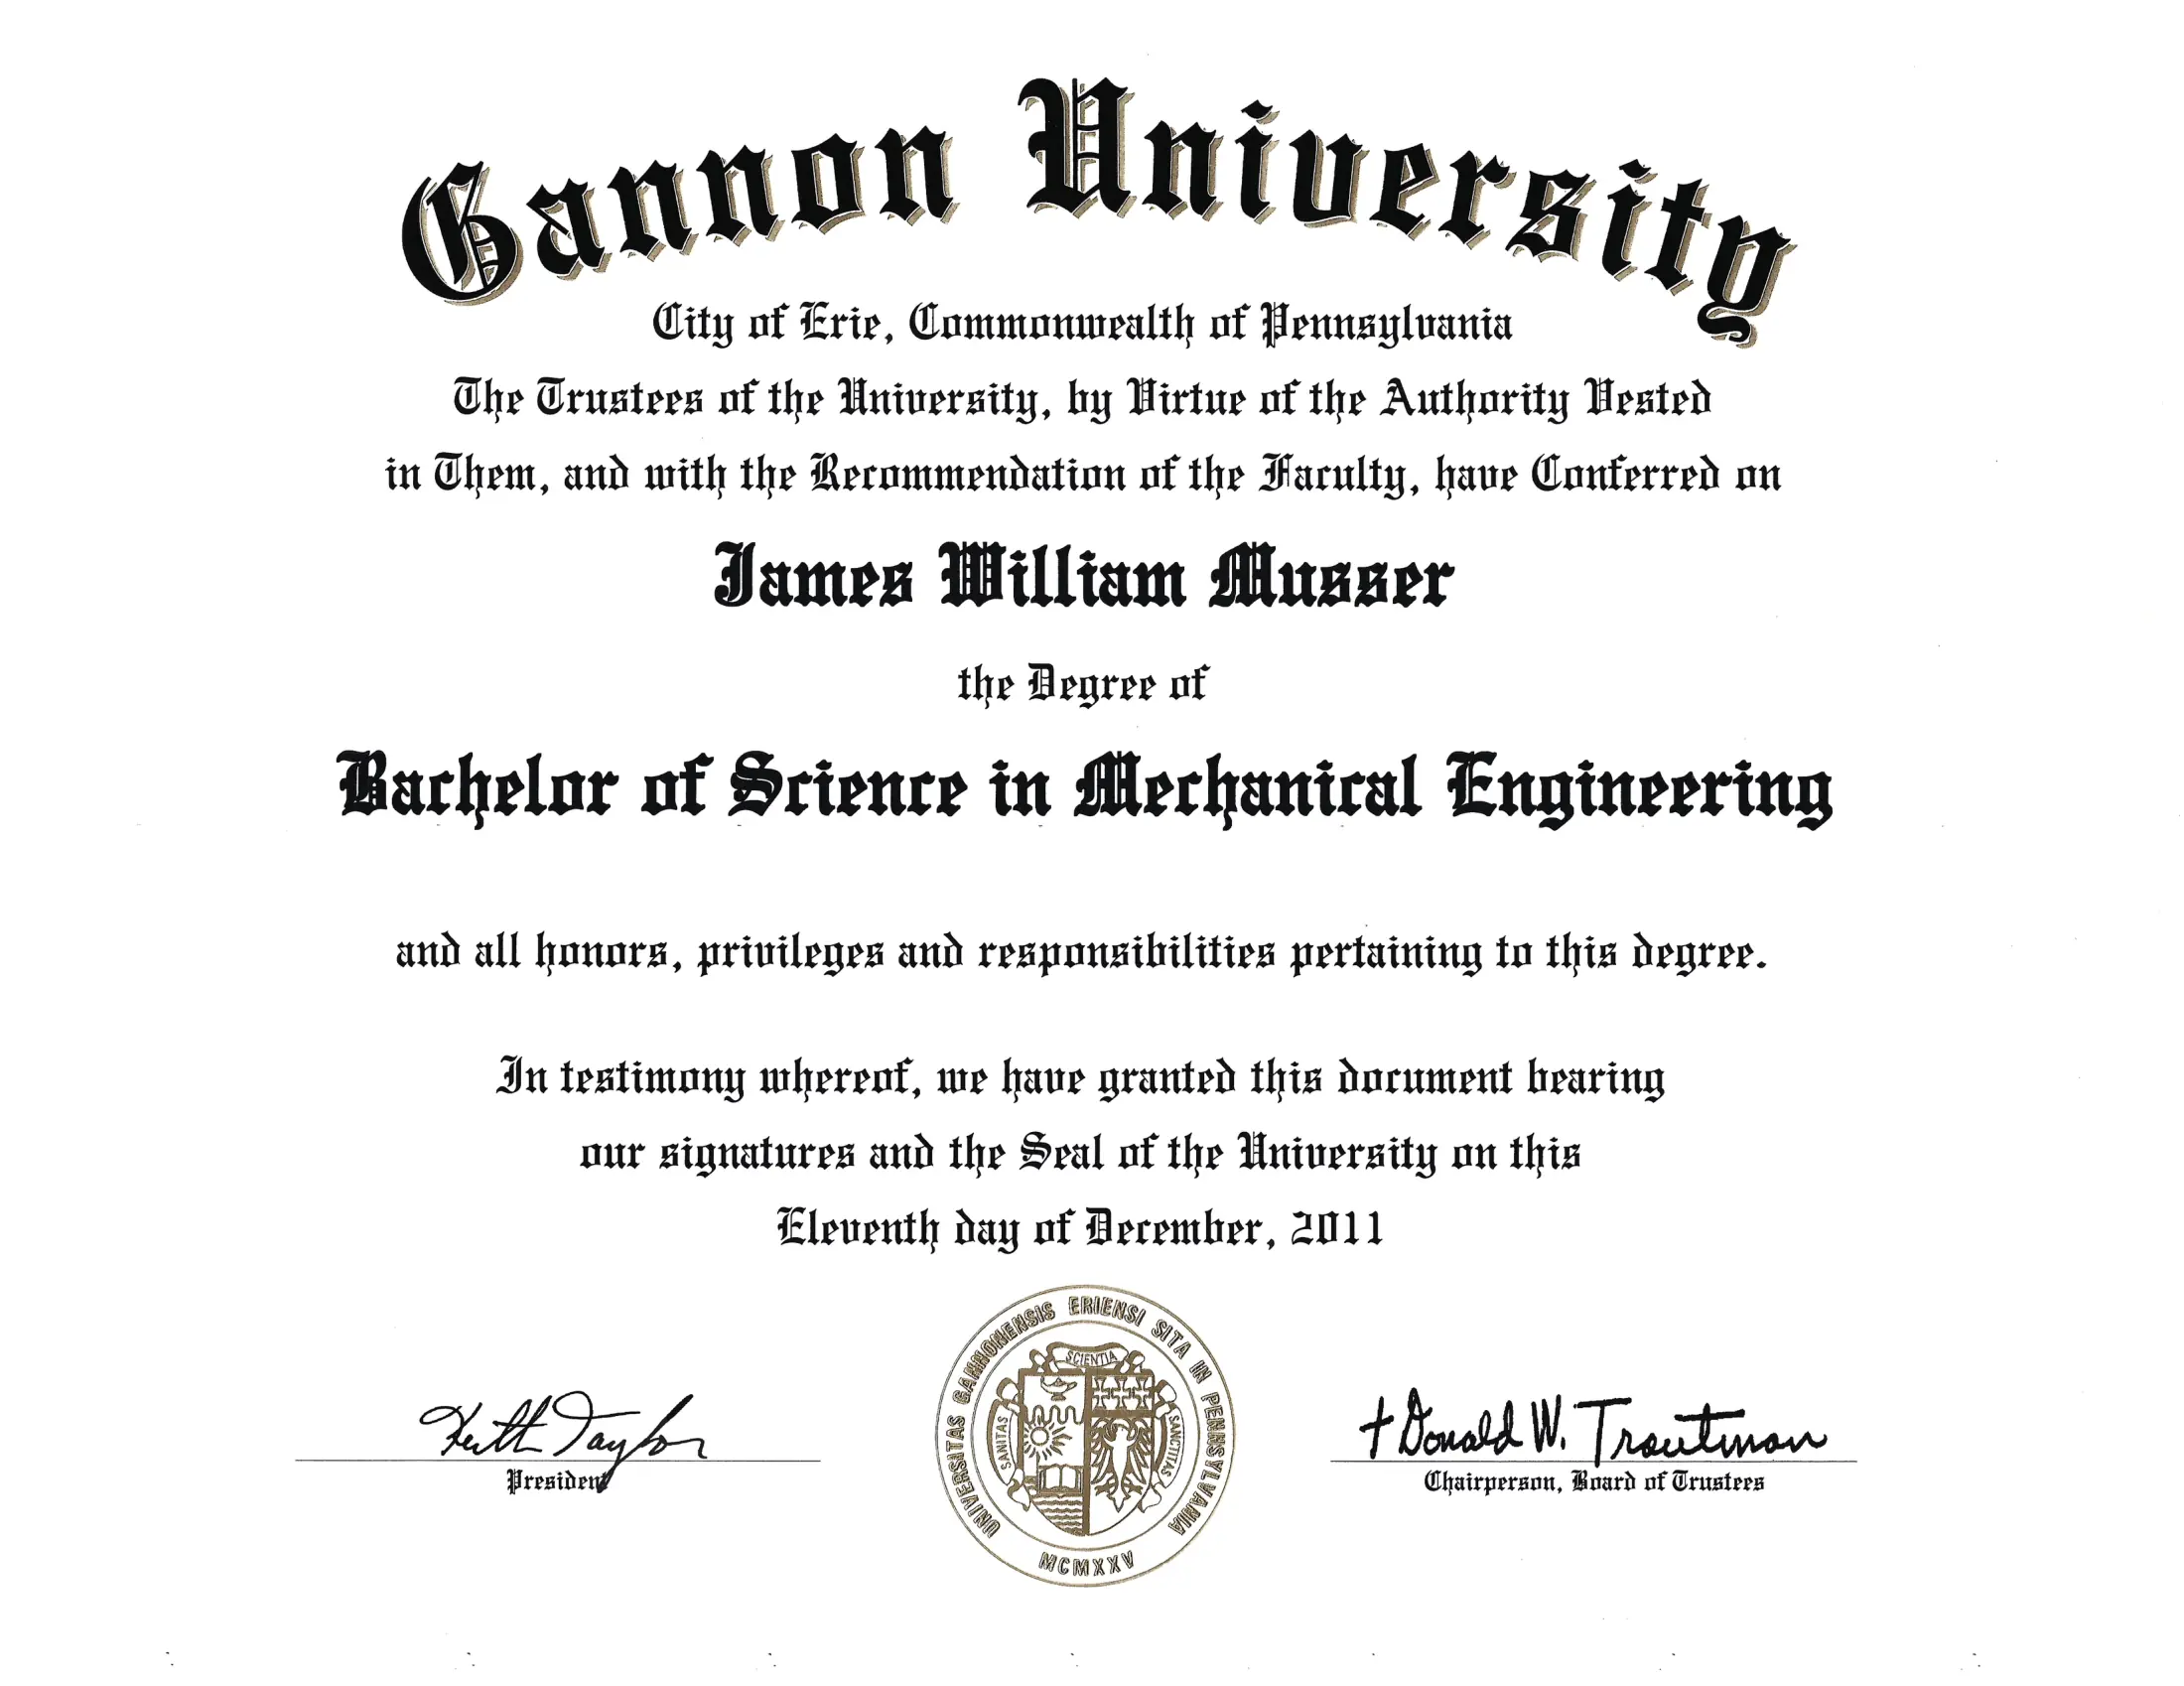 Gannon University
City of Erie, Commonwealth of Pennsylvania
The Trustees of the University, by Virtue of the Authority Vested
in Them, and with the Recommendation of the Faculty, have Conferred on
James William Musser
the Degree of
Bachelor of Science in Mechanical Engineering
and all honors, privileges and responsibilities pertaining to this degree.
In testimony whereof, we have granted this document bearing
our signatures and the Seal of the University on this
Eleventh day of December, 2011
UNIVERSITAS GANNONENSIS ERIENSI SITA IN PENNSYLVANIA
SCIENTIA
SANITAS
SANCTITAS
MCMXXV
Keith Taylor
President
+ Donald W. Trautman
Chairperson, Board of Trustees